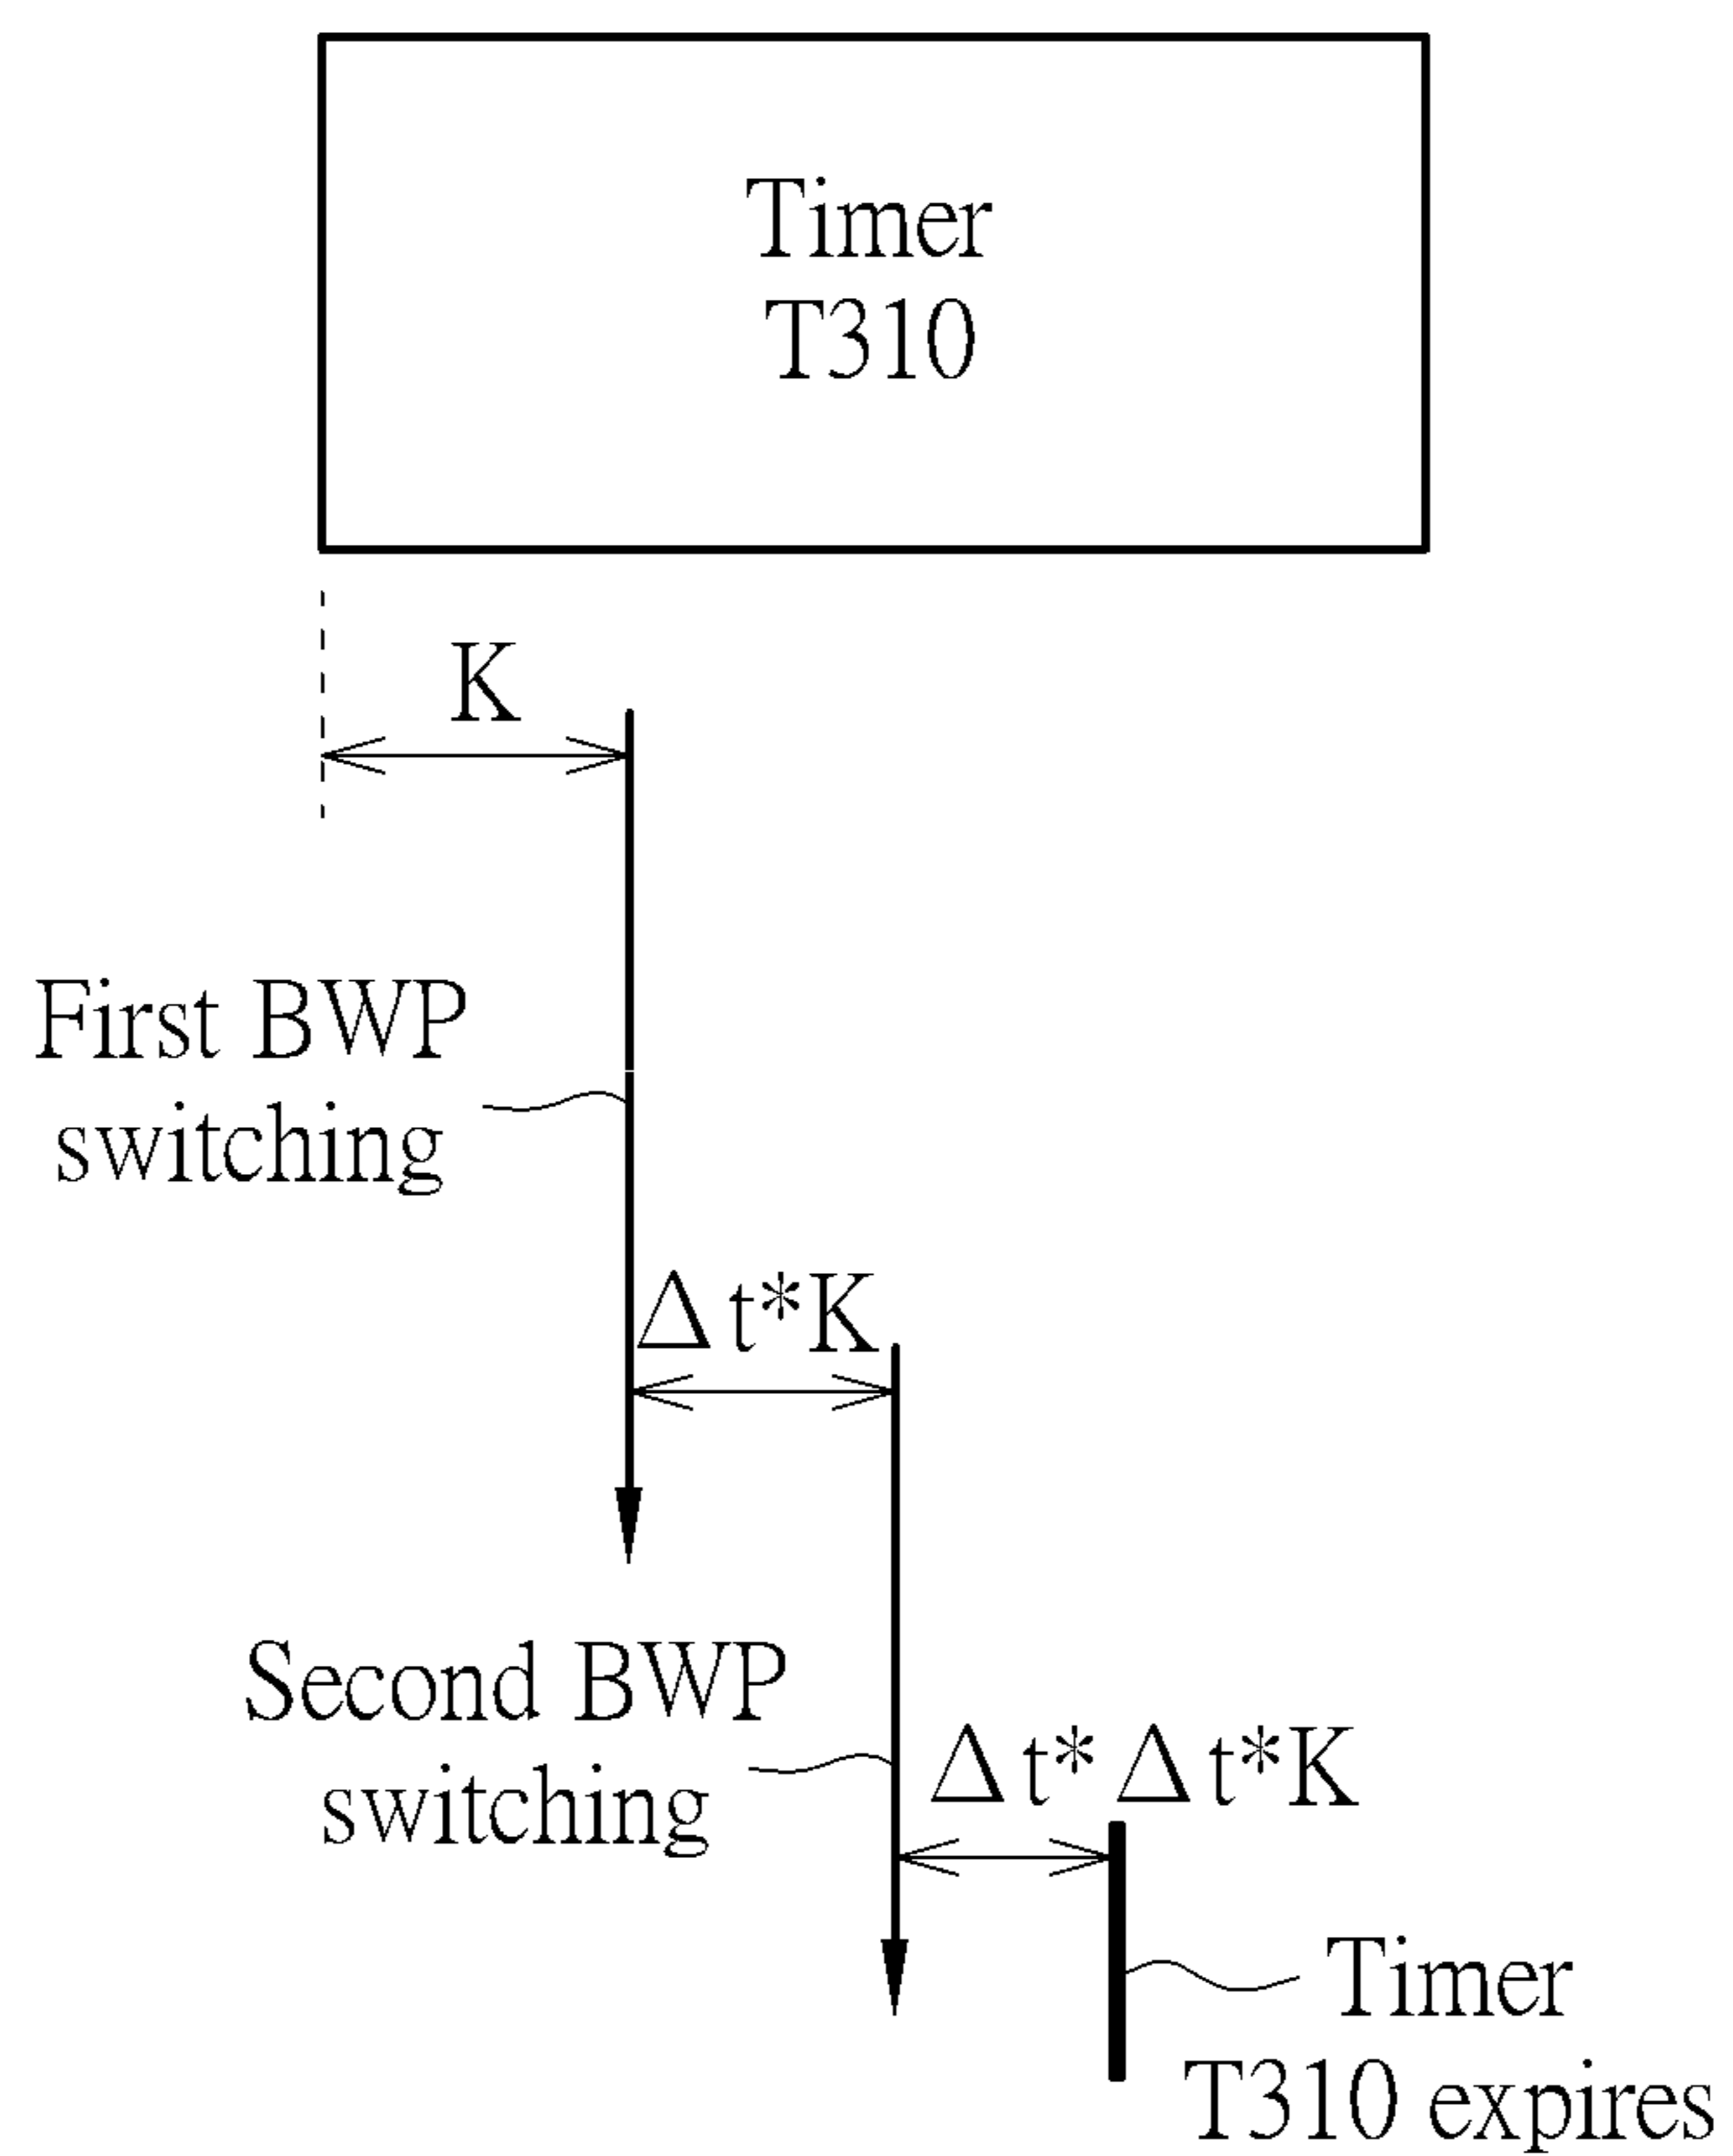 Timer
T310
K
First BWP
switching
Δt*K
Second BWP
switching
Δt*Δt*K
Timer
T310 expires